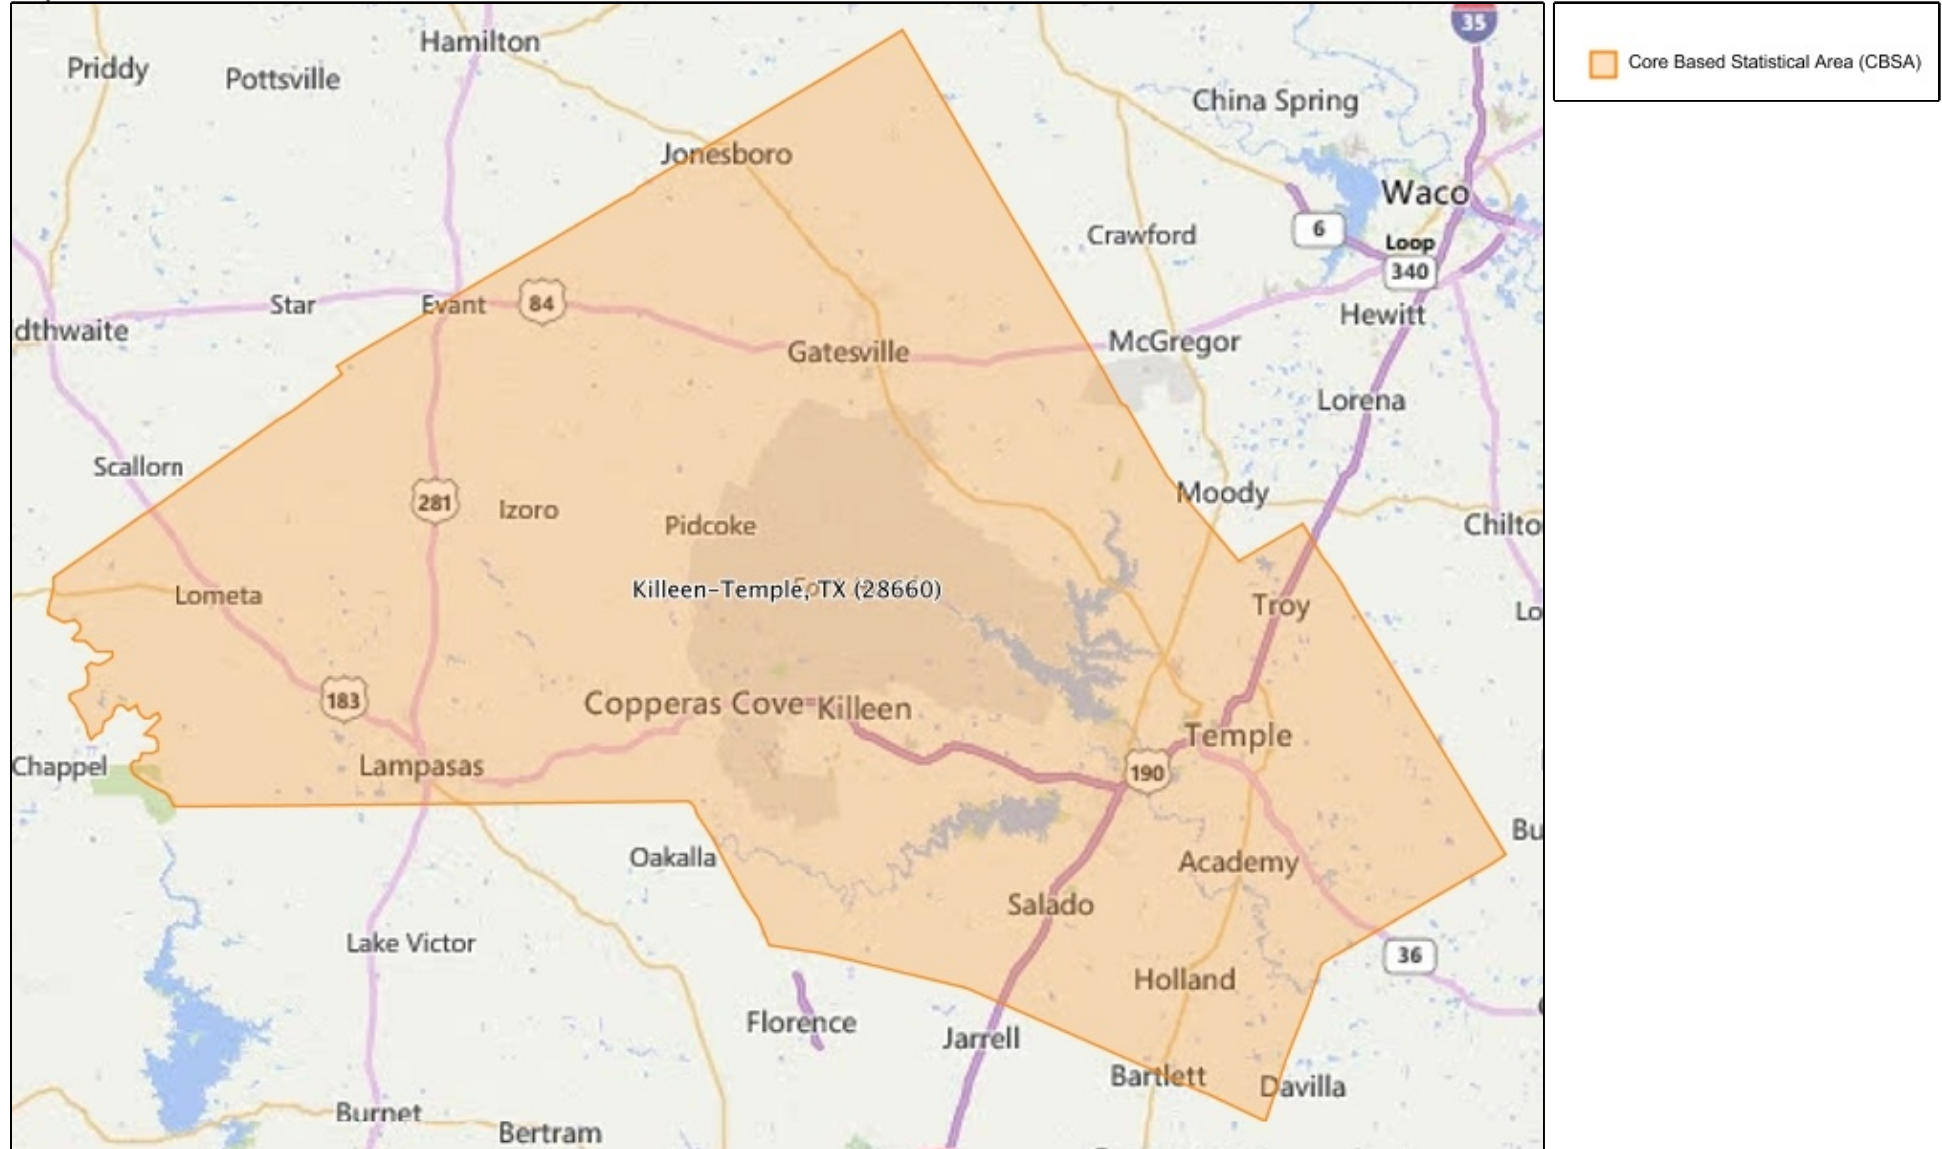 35
Core Based Statistical Area (CBSA)
Hamilton
Priddy
Pottsville
China Spring
Jonesboro
Waco
6
Crawford
Loop
340
Star
Evant
84
Hewitt
dthwaite
Gatesville
McGregor
Lorena
Scallorn
281
Izoro
Pidcoke
Moody
Chilto
Killeen-Temple, TX (28660)
Lometa
Troy
Lo
183
Copperas Cove
Killeen
Temple
Chappel
Lampasas
190
Bu
Oakalla
Academy
Salado
Lake Victor
36
Holland
Florence
Jarrell
Bartlett
Davilla
Burnet
Bertram